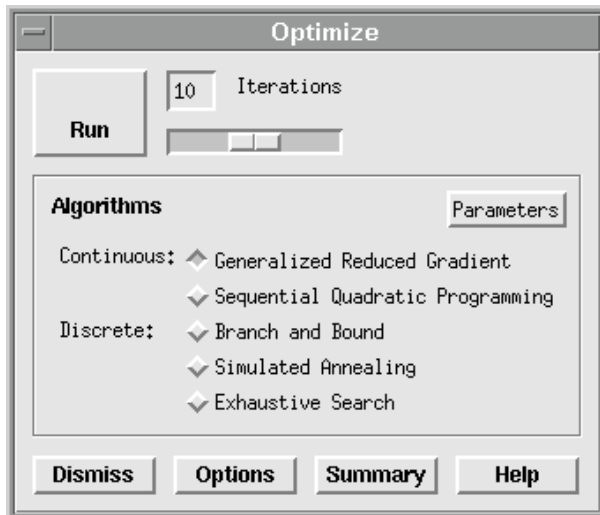 Optimize
10 Iterations
Run
Algorithms
Parameters
Continuous: Generalized Reduced Gradient
Sequential Quadratic Programming
Discrete: Branch and Bound
Simulated Annealing
Exhaustive Search
Dismiss Options Summary Help